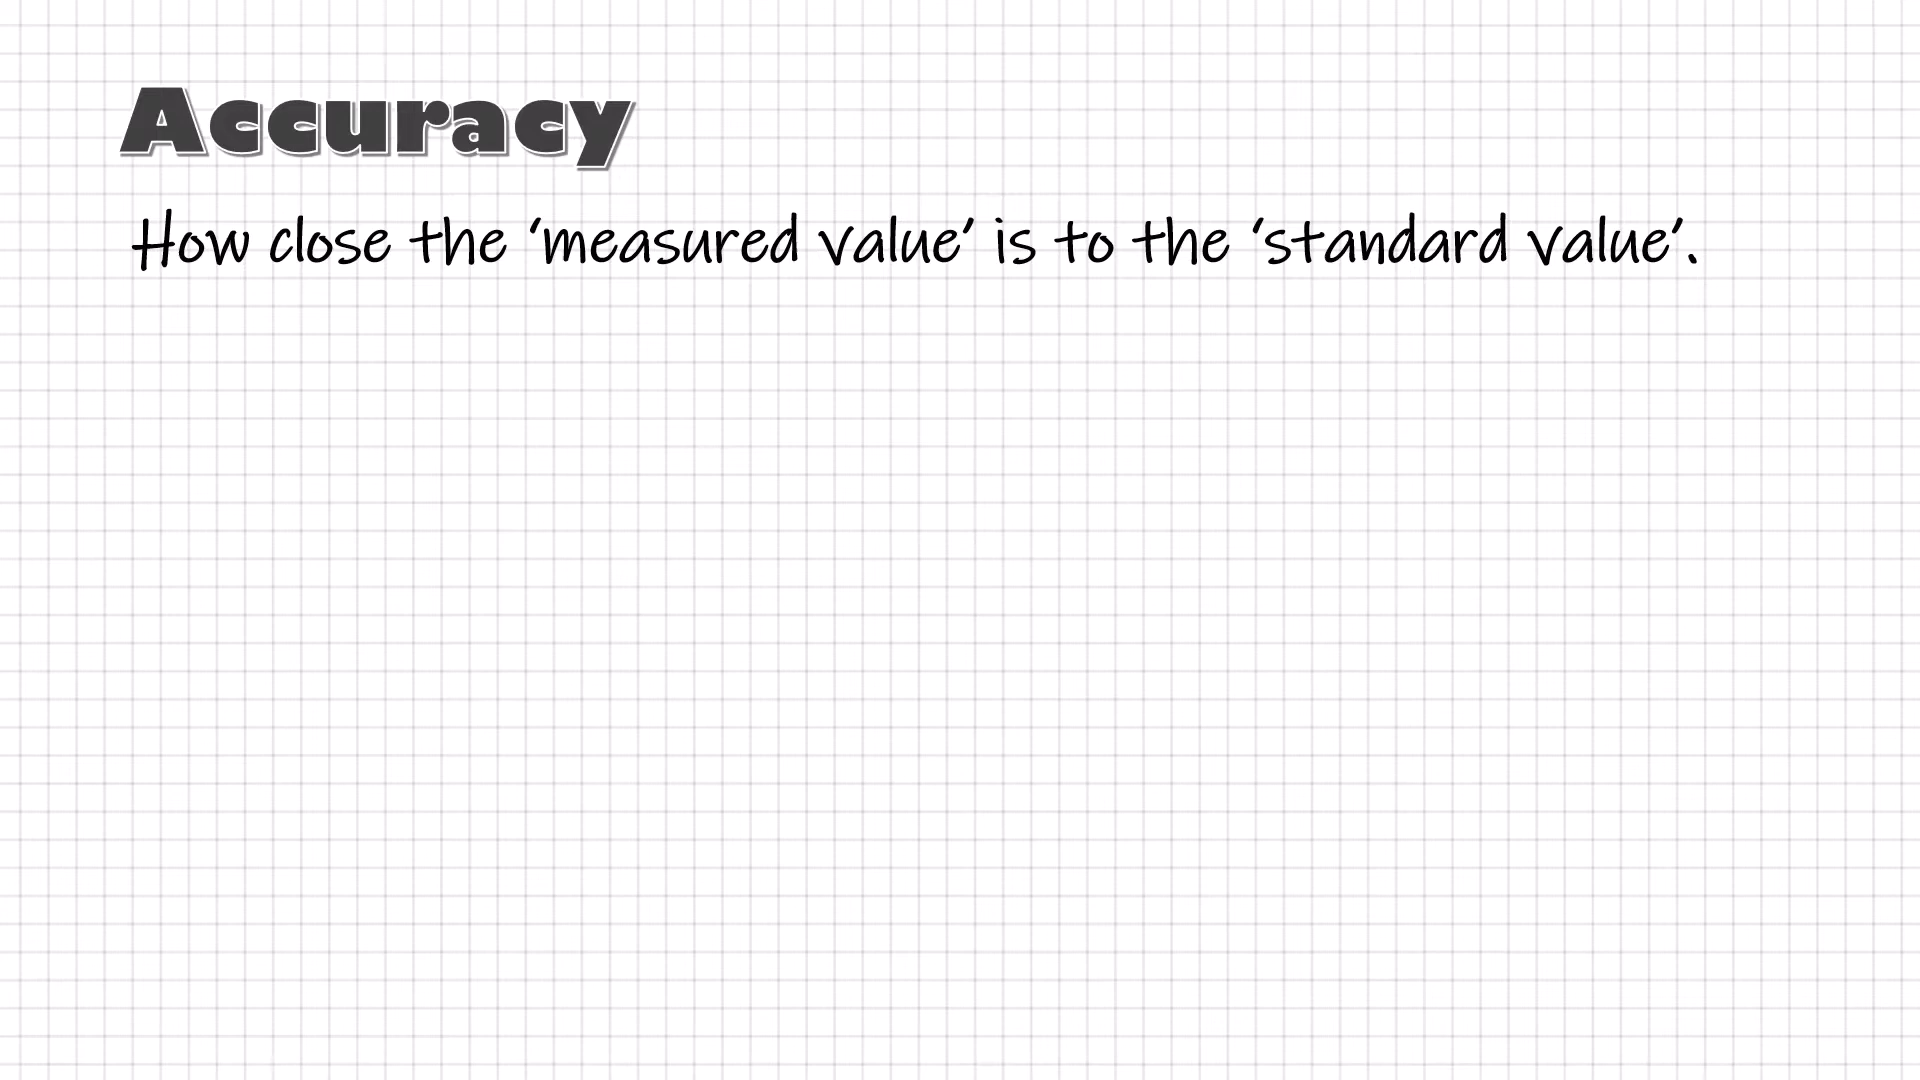 Accuracy
How close the ‘measured value’ is to the ‘standard value’.